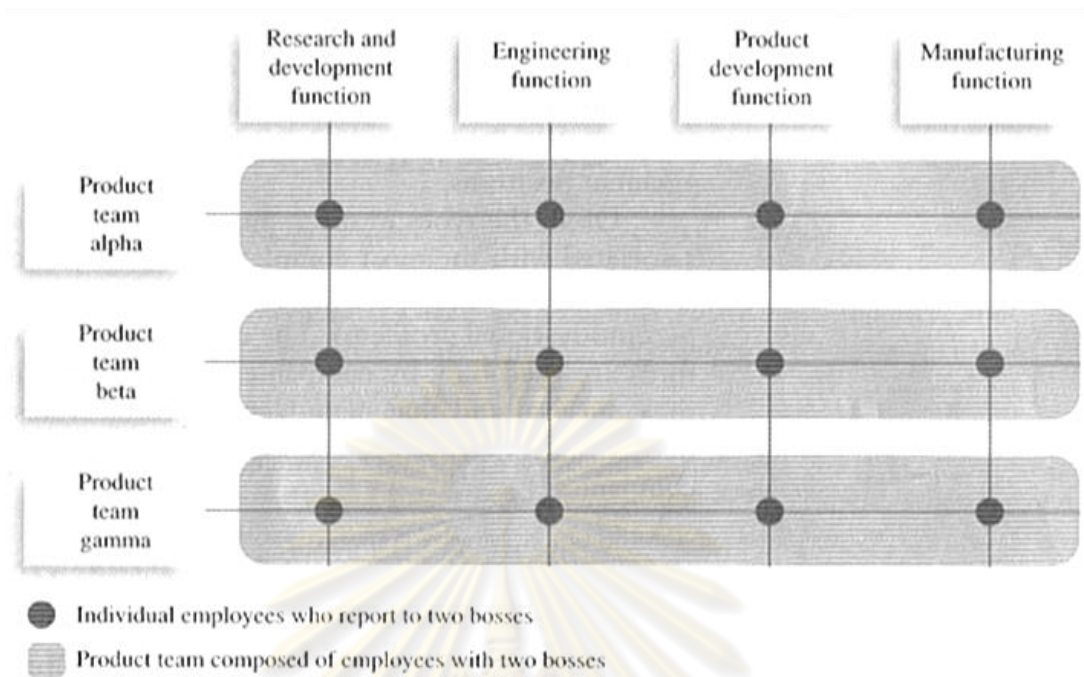 Research and
development
function
Engineering
function
Product
development
function
Manufacturing
function
Product
team
alpha
Product
team
beta
Product
team
gamma
Individual employees who report to two bosses
Product team composed of employees with two bosses